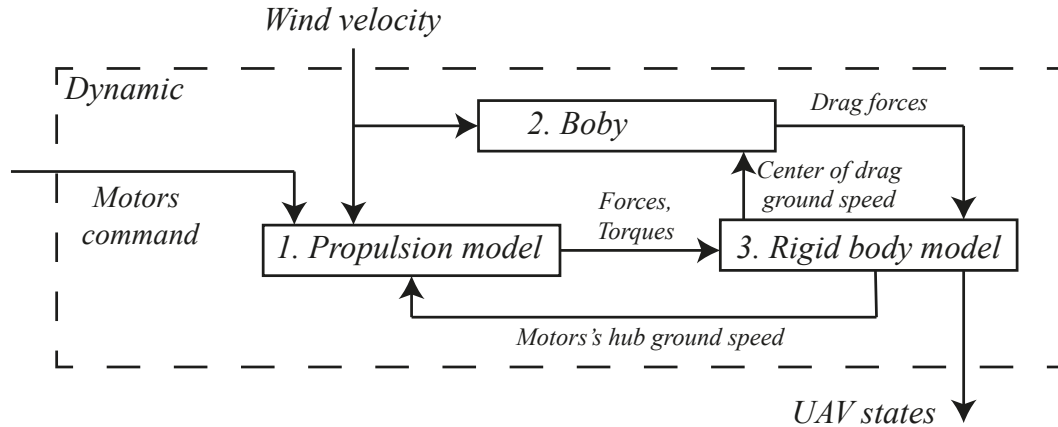 Wind velocity
Dynamic
Drag forces
2. Boby
Center of drag
ground speed
Motors
command
Forces,
Torques
1. Propulsion model
3. Rigid body model
Motors's hub ground speed
UAV states